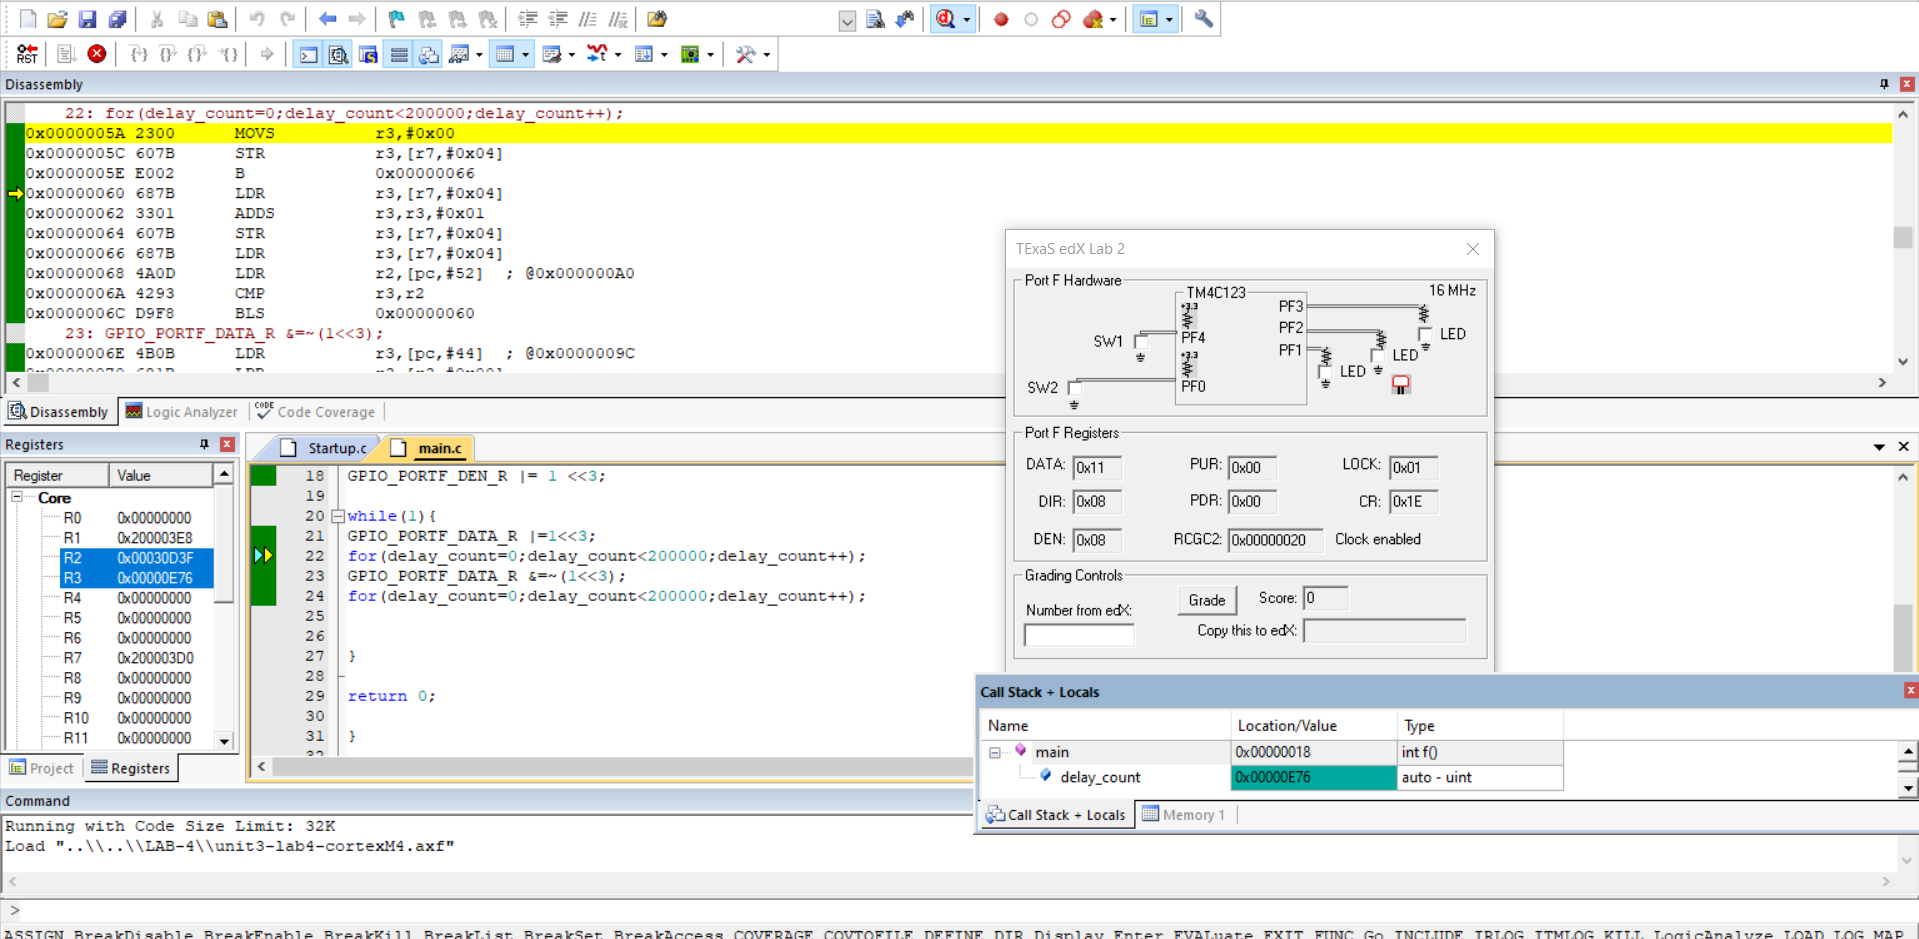 RST
Disassembly
22: for(delay_count=0;delay_count<200000;delay_count++);
0x0000005A 2300 MOVS r3,#0x00
0x0000005C 607B STR r3,[r7,#0x04]
0x0000005E E002 B 0x00000066
0x00000060 687B LDR r3,[r7,#0x04]
0x00000062 3301 ADDS r3,r3,#0x01
0x00000064 607B STR r3,[r7,#0x04]
0x00000066 687B LDR r3,[r7,#0x04]
0x00000068 4A0D LDR r2,[pc,#52] ; @0x000000A0
0x0000006A 4293 CMP r3,r2
0x0000006C D9F8 BLS 0x00000060
23: GPIO_PORTF_DATA_R &=~(1<<3);
0x0000006E 4B0B LDR r3,[pc,#44] ; @0x0000009C
Disassembly Logic Analyzer CODE Code Coverage
Registers
Register Value
Core
R0 0x00000000
R1 0x200003E8
R2 0x00030D3F
R3 0x00000E76
R4 0x00000000
R5 0x00000000
R6 0x00000000
R7 0x200003D0
R8 0x00000000
R9 0x00000000
R10 0x00000000
R11 0x00000000
Project Registers
Startup.c main.c
18 GPIO_PORTF_DEN_R |= 1 <<3;
19
20 while(1){
21 GPIO_PORTF_DATA_R |=1<<3;
22 for(delay_count=0;delay_count<200000;delay_count++);
23 GPIO_PORTF_DATA_R &=~(1<<3);
24 for(delay_count=0;delay_count<200000;delay_count++);
25
26
27 }
28
29 return 0;
30
31 }
32
TExaS edX Lab 2
Port F Hardware
16 MHz
TM4C123
+3.3
PF3
PF2
PF1
SW1
PF4
+3.3
SW2
PF0
LED
LED
LED
Port F Registers
DATA: 0x11 PUR: 0x00 LOCK: 0x01
DIR: 0x08 PDR: 0x00 CR: 0x1E
DEN: 0x08 RCGC2: 0x00000020 Clock enabled
Grading Controls
Number from edX:
Grade Score: 0
Copy this to edX:
Call Stack + Locals
Name Location/Value Type
main 0x00000018 int f()
delay_count 0x00000E76 auto - uint
Call Stack + Locals Memory 1
Command
Running with Code Size Limit: 32K
Load "..\\..\\LAB-4\\unit3-lab4-cortexM4.axf"
>
ASSIGN BreakDisable BreakEnable BreakKill BreakList BreakSet BreakAccess COVERAGE COVTOFILE DEFINE DIR Display Enter EVALuate EXIT FUNC Go INCLUDE IRLOG ITMLOG KILL LogicAnalyze LOAD LOG MAP